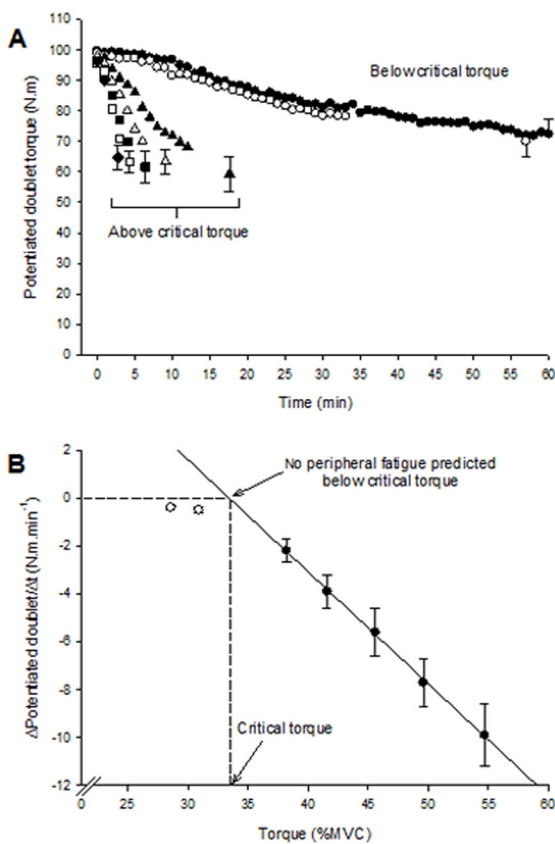 A
Potentiated doublet torque (N.m)
110
100
90
80
70
60
50
40
30
20
10
0
Below critical torque
Above critical torque
0 5 10 15 20 25 30 35 40 45 50 55 60
Time (min)
B
ΔPotentiated doublet/Δt (N.m.min⁻¹)
2
0
-2
-4
-6
-8
-10
-12
No peripheral fatigue predicted
below critical torque
Critical torque
0 25 30 35 40 45 50 55 60
Torque (%MVC)